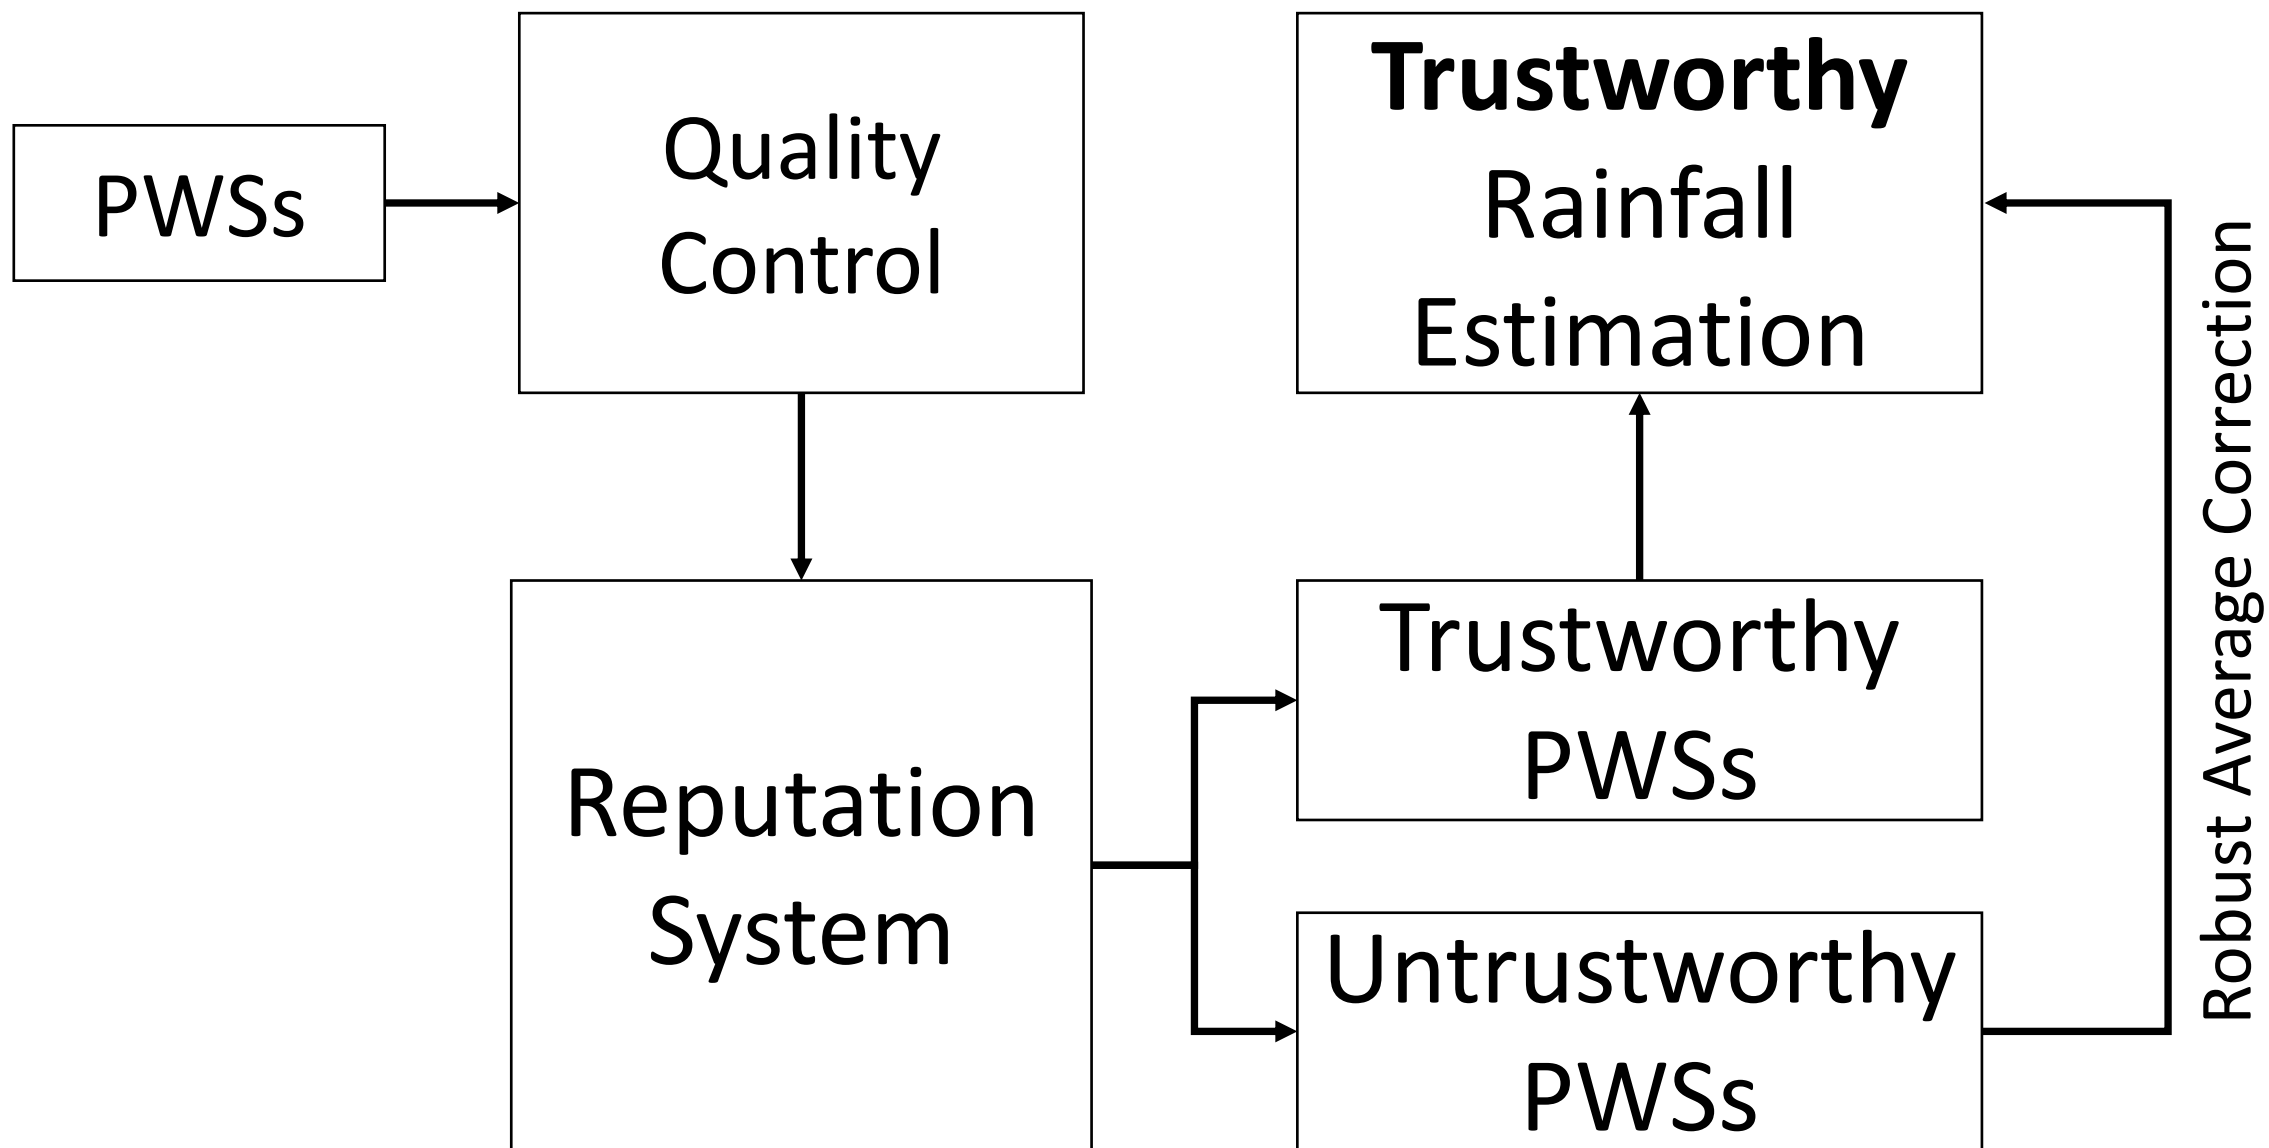 PWSs
Quality
Control
Trustworthy
Rainfall
Estimation
Reputation
System
Trustworthy
PWSs
Untrustworthy
PWSs
Robust Average Correction